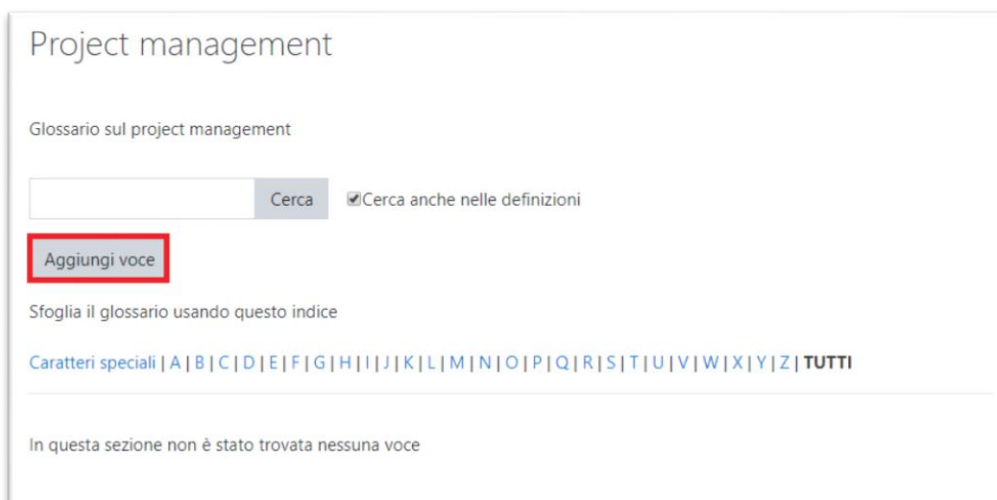 Project management
Glossario sul project management
Cerca Cerca anche nelle definizioni
Aggiungi voce
Sfoglia il glossario usando questo indice
Caratteri speciali | A | B | C | D | E | F | G | H | I | J | K | L | M | N | O | P | Q | R | S | T | U | V | W | X | Y | Z | TUTTI
In questa sezione non è stato trovata nessuna voce